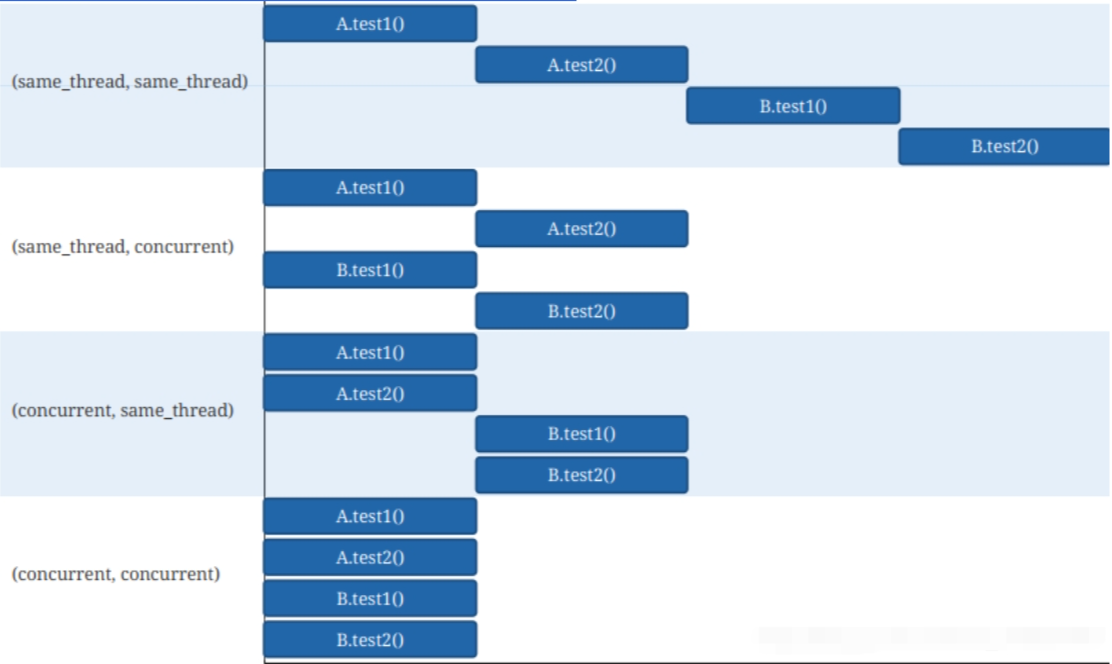 A.test1()
A.test2()
(same_thread, same_thread)
B.test1()
B.test2()
A.test1()
A.test2()
(same_thread, concurrent)
B.test1()
B.test2()
A.test1()
A.test2()
(concurrent, same_thread)
B.test1()
B.test2()
A.test1()
A.test2()
(concurrent, concurrent)
B.test1()
B.test2()